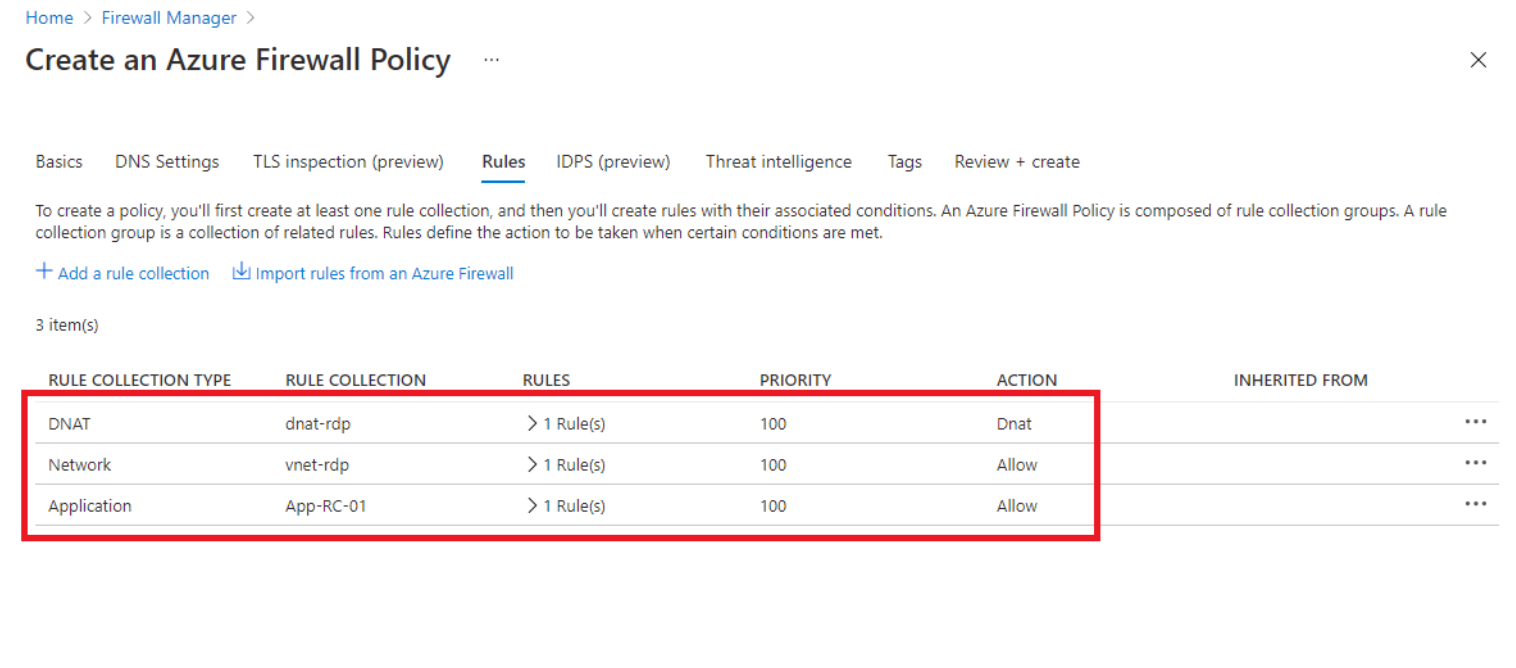 Home > Firewall Manager >
Create an Azure Firewall Policy ...
Basics DNS Settings TLS inspection (preview) Rules IDPS (preview) Threat intelligence Tags Review + create
To create a policy, you'll first create at least one rule collection, and then you'll create rules with their associated conditions. An Azure Firewall Policy is composed of rule collection groups. A rule
collection group is a collection of related rules. Rules define the action to be taken when certain conditions are met.
+ Add a rule collection Import rules from an Azure Firewall
3 item(s)
RULE COLLECTION TYPE RULE COLLECTION RULES PRIORITY ACTION INHERITED FROM
DNAT dnat-rdp > 1 Rule(s) 100 Dnat ...
Network vnet-rdp > 1 Rule(s) 100 Allow ...
Application App-RC-01 > 1 Rule(s) 100 Allow ...